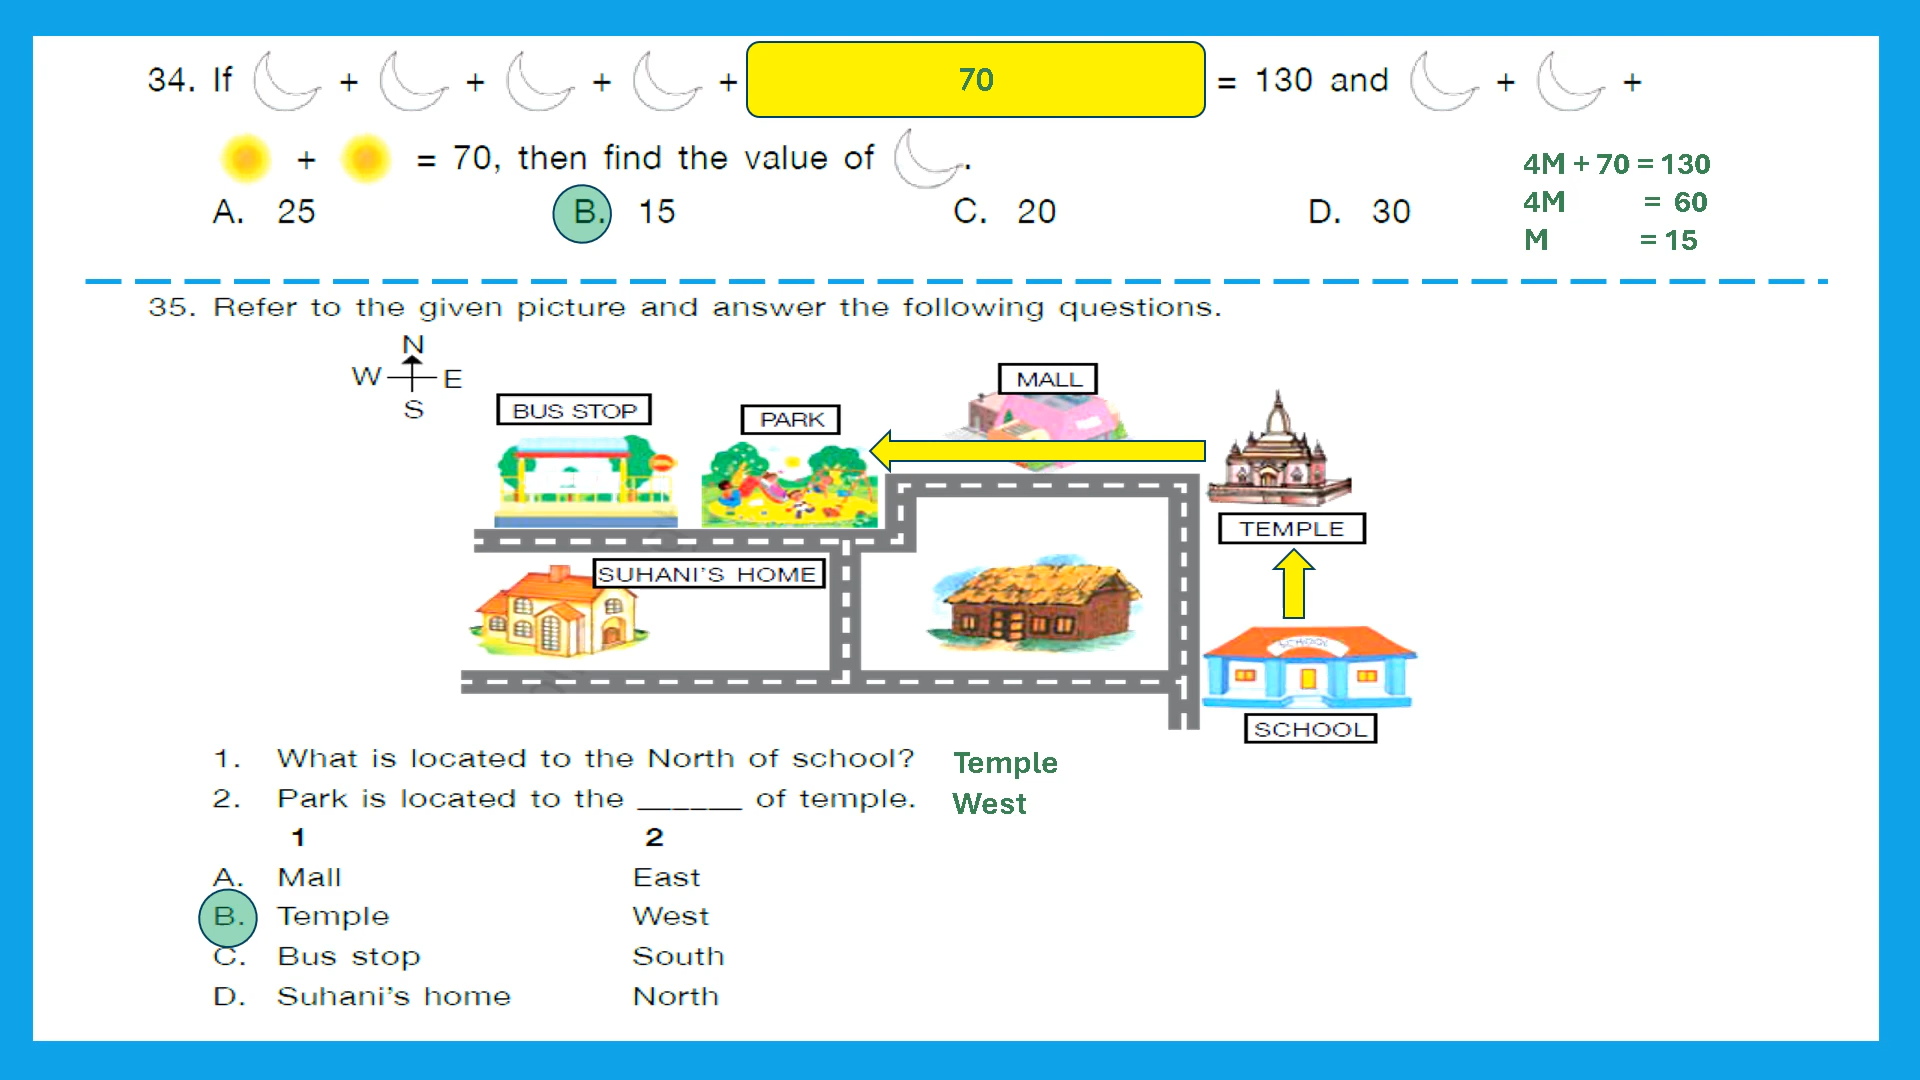 34. If + + + + 70 = 130 and + +
+ = 70, then find the value of .
A. 25 B. 15 C. 20 D. 30
4M + 70 = 130
4M = 60
M = 15
35. Refer to the given picture and answer the following questions.
N
W E
S
BUS STOP
PARK
MALL
TEMPLE
SUHANI'S HOME
SCHOOL
SCHOOL
1. What is located to the North of school? Temple
2. Park is located to the ______ of temple. West
1 2
A. Mall East
B. Temple West
C. Bus stop South
D. Suhani's home North